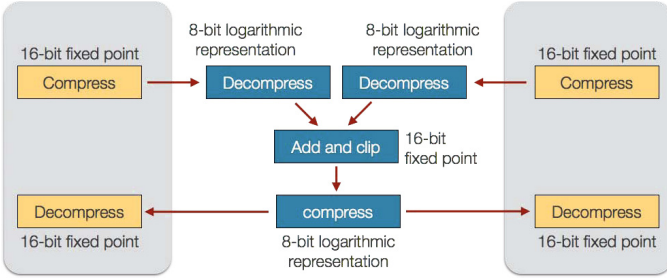 8-bit logarithmic
representation
8-bit logarithmic
representation
16-bit fixed point
16-bit fixed point
Compress
Decompress
Decompress
Compress
Add and clip
16-bit
fixed point
Decompress
compress
Decompress
16-bit fixed point
8-bit logarithmic
representation
16-bit fixed point